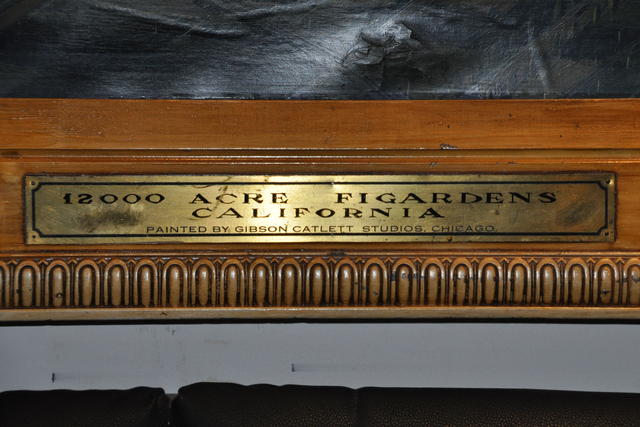 12000 ACRE FIGARDENS
CALIFORNIA
PAINTED BY GIBSON CATLETT STUDIOS, CHICAGO.